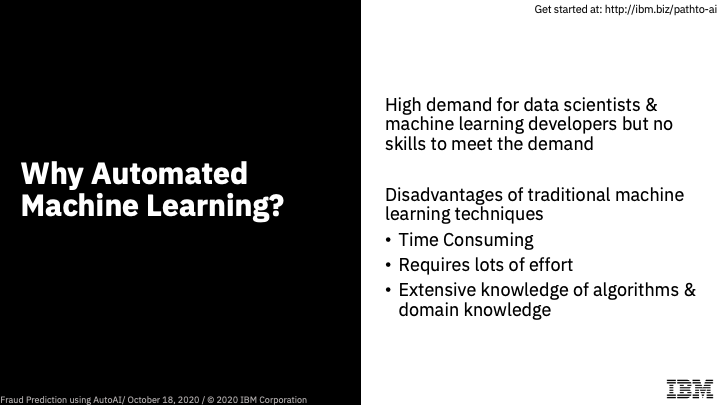 Get started at: http://ibm.biz/pathto-ai
Why Automated
Machine Learning?
High demand for data scientists &
machine learning developers but no
skills to meet the demand
Disadvantages of traditional machine
learning techniques
• Time Consuming
• Requires lots of effort
• Extensive knowledge of algorithms &
domain knowledge
Fraud Prediction using AutoAI/ October 18, 2020 / © 2020 IBM Corporation
IBM